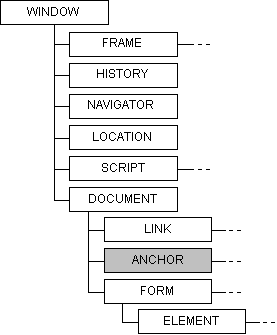 WINDOW
FRAME
HISTORY
NAVIGATOR
LOCATION
SCRIPT
DOCUMENT
LINK
ANCHOR
FORM
ELEMENT